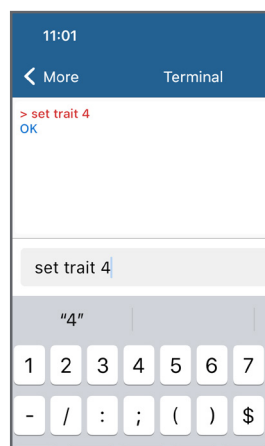 11:01
More Terminal
> set trait 4
OK
set trait 4
“4”
1 2 3 4 5 6 7
- / : ; ( ) $